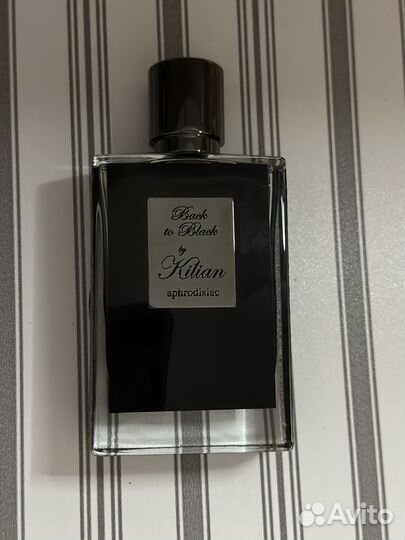 Back
to Black
by
Kilian
aphrodisiac
Avito